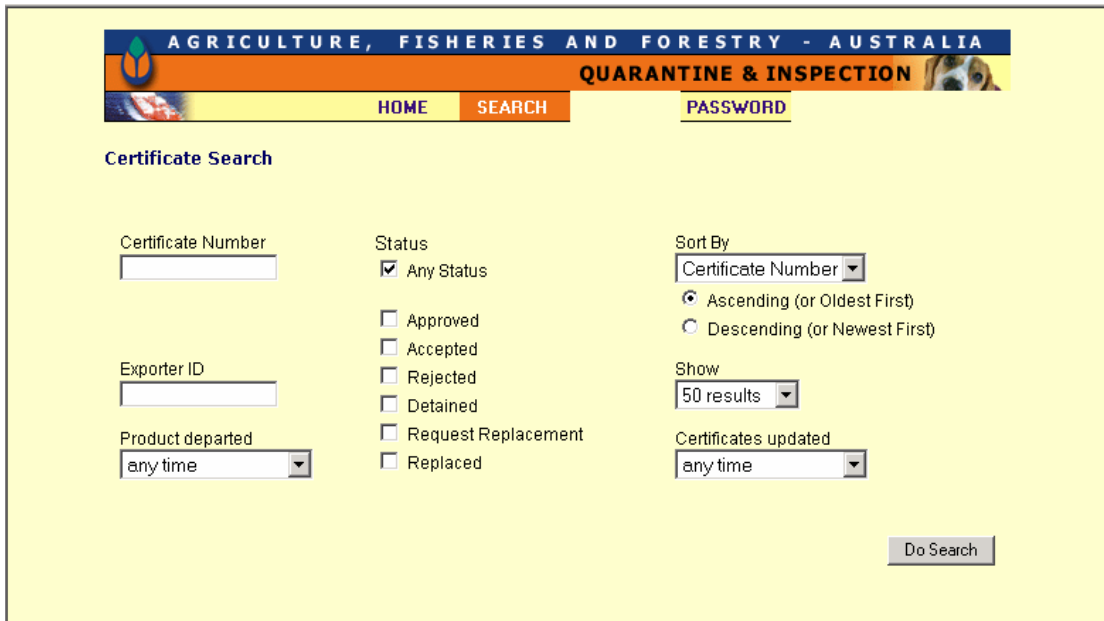 AGRICULTURE, FISHERIES AND FORESTRY - AUSTRALIA
QUARANTINE & INSPECTION
HOME SEARCH PASSWORD
Certificate Search
Certificate Number
Status
Any Status
Approved
Accepted
Rejected
Detained
Request Replacement
Replaced
Sort By
Certificate Number
Ascending (or Oldest First)
Descending (or Newest First)
Exporter ID
Show
50 results
Product departed
any time
Certificates updated
any time
Do Search